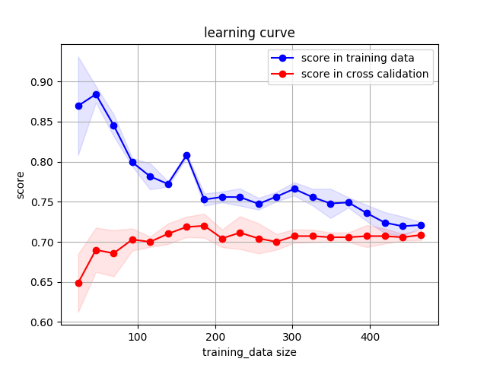 learning curve
score in training data
score in cross calidation
score
0.90
0.85
0.80
0.75
0.70
0.65
0.60
100
200
300
400
training_data size